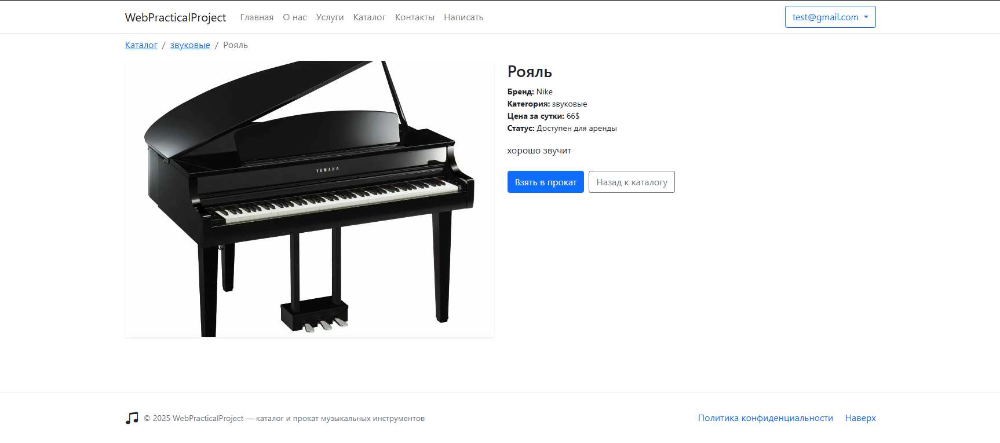 WebPracticalProject Главная О нас Услуги Каталог Контакты Написать test@gmail.com
Каталог / звуковые / Рояль
YAMAHA
Рояль
Бренд: Nike
Категория: звуковые
Цена за сутки: 66$
Статус: Доступен для аренды
хорошо звучит
Взять в прокат Назад к каталогу
© 2025 WebPracticalProject — каталог и прокат музыкальных инструментов Политика конфиденциальности Наверх